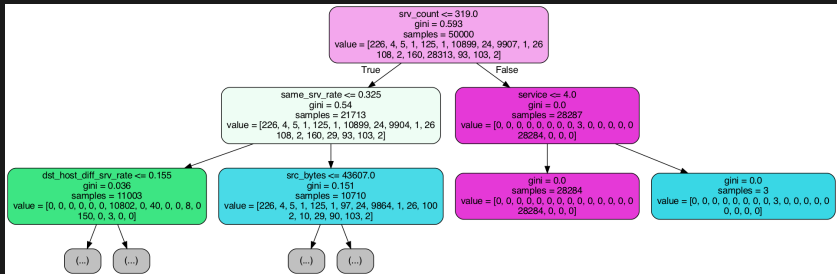 srv_count <= 319.0
gini = 0.593
samples = 50000
value = [226, 4, 5, 1, 125, 1, 10899, 24, 9907, 1, 26
108, 2, 160, 28313, 93, 103, 2]
True
False
same_srv_rate <= 0.325
gini = 0.54
samples = 21713
value = [226, 4, 5, 1, 125, 1, 10899, 24, 9904, 1, 26
108, 2, 160, 29, 93, 103, 2]
service <= 4.0
gini = 0.0
samples = 28287
value = [0, 0, 0, 0, 0, 0, 0, 0, 3, 0, 0, 0, 0, 0
28284, 0, 0, 0]
dst_host_diff_srv_rate <= 0.155
gini = 0.036
samples = 11003
value = [0, 0, 0, 0, 0, 0, 10802, 0, 40, 0, 0, 8, 0
150, 0, 3, 0, 0]
src_bytes <= 43607.0
gini = 0.151
samples = 10710
value = [226, 4, 5, 1, 125, 1, 97, 24, 9864, 1, 26, 100
2, 10, 29, 90, 103, 2]
gini = 0.0
samples = 28284
value = [0, 0, 0, 0, 0, 0, 0, 0, 0, 0, 0, 0, 0, 0
28284, 0, 0, 0]
gini = 0.0
samples = 3
value = [0, 0, 0, 0, 0, 0, 0, 0, 3, 0, 0, 0, 0, 0
0, 0, 0, 0]
(...)
(...)
(...)
(...)